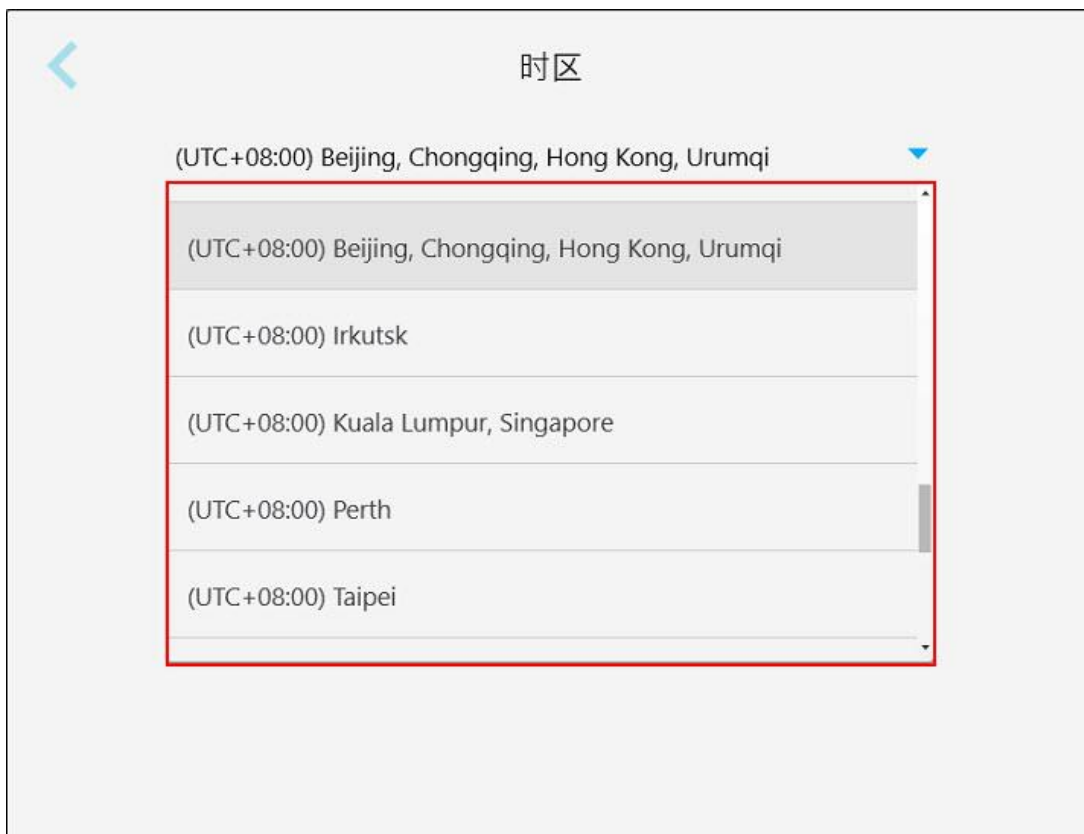 时区
(UTC+08:00) Beijing, Chongqing, Hong Kong, Urumqi
(UTC+08:00) Beijing, Chongqing, Hong Kong, Urumqi
(UTC+08:00) Irkutsk
(UTC+08:00) Kuala Lumpur, Singapore
(UTC+08:00) Perth
(UTC+08:00) Taipei